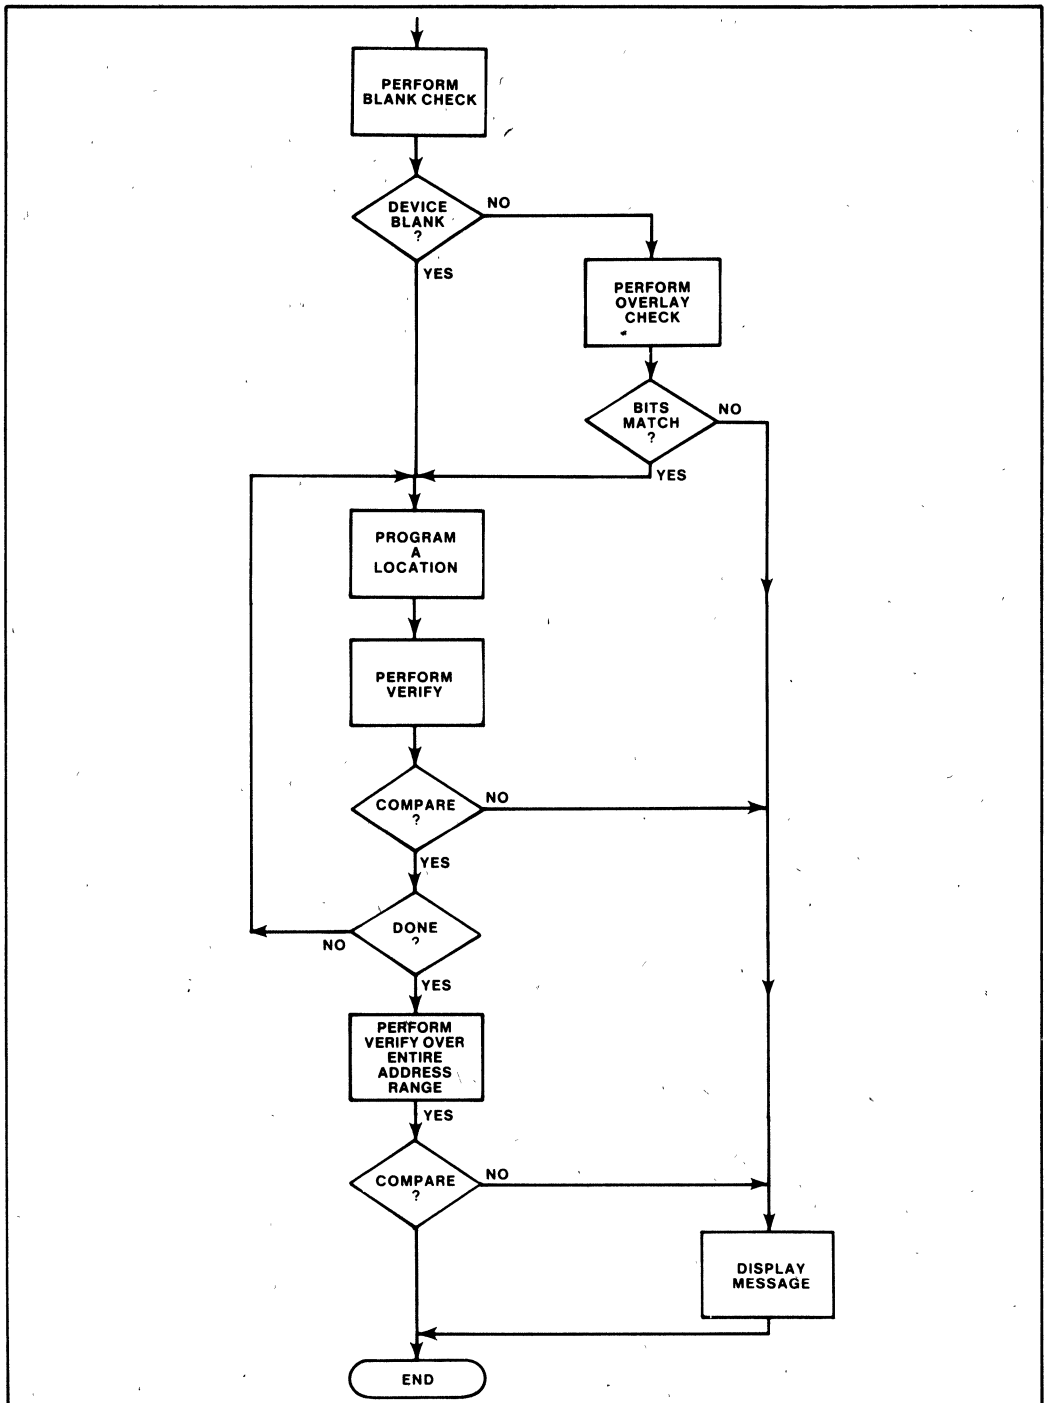 PERFORM
BLANK CHECK
DEVICE
BLANK
?
NO
YES
PERFORM
OVERLAY
CHECK
BITS
MATCH
?
NO
YES
PROGRAM
A
LOCATION
PERFORM
VERIFY
COMPARE
?
NO
YES
DONE
?
NO
YES
PERFORM
VERIFY OVER
ENTIRE
ADDRESS
RANGE
YES
COMPARE
?
NO
DISPLAY
MESSAGE
END